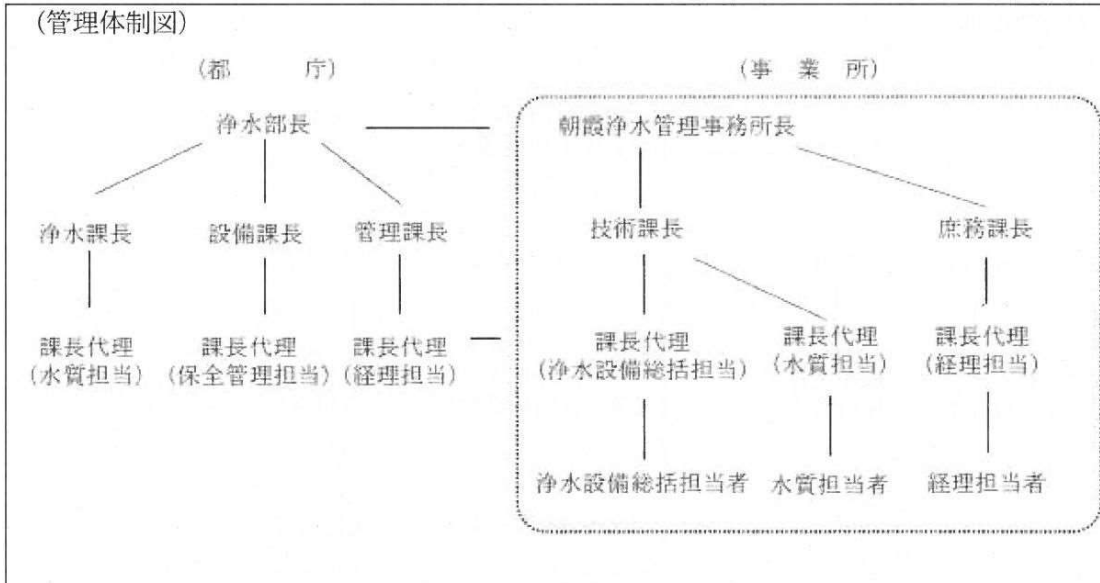 (管理体制図)
(都 庁)
(事 業 所)
浄水部長
朝霞浄水管理事務所長
浄水課長
設備課長
管理課長
技術課長
庶務課長
課長代理
(水質担当)
課長代理
(保全管理担当)
課長代理
(経理担当)
課長代理
(浄水設備総括担当)
課長代理
(水質担当)
課長代理
(経理担当)
浄水設備総括担当者
水質担当者
経理担当者